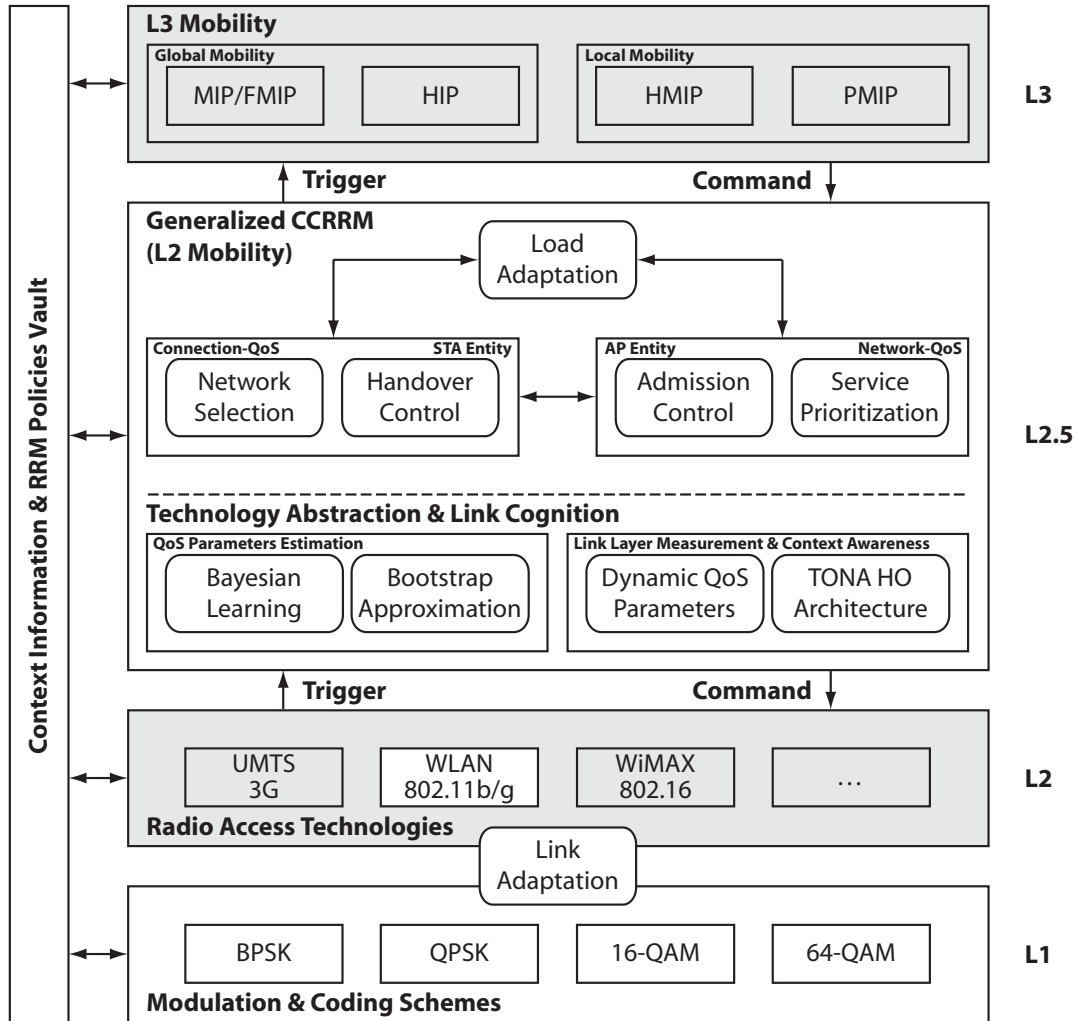 Context Information & RRM Policies Vault
L3 Mobility
Global Mobility
MIP/FMIP
HIP
Local Mobility
HMIP
PMIP
L3
Trigger
Command
Generalized CCRRM
(L2 Mobility)
Load
Adaptation
Connection-QoS
STA Entity
Network
Selection
Handover
Control
AP Entity
Network-QoS
Admission
Control
Service
Prioritization
L2.5
Technology Abstraction & Link Cognition
QoS Parameters Estimation
Bayesian
Learning
Bootstrap
Approximation
Link Layer Measurement & Context Awareness
Dynamic QoS
Parameters
TONA HO
Architecture
Trigger
Command
UMTS
3G
WLAN
802.11b/g
WiMAX
802.16
...
L2
Radio Access Technologies
Link
Adaptation
BPSK
QPSK
16-QAM
64-QAM
L1
Modulation & Coding Schemes